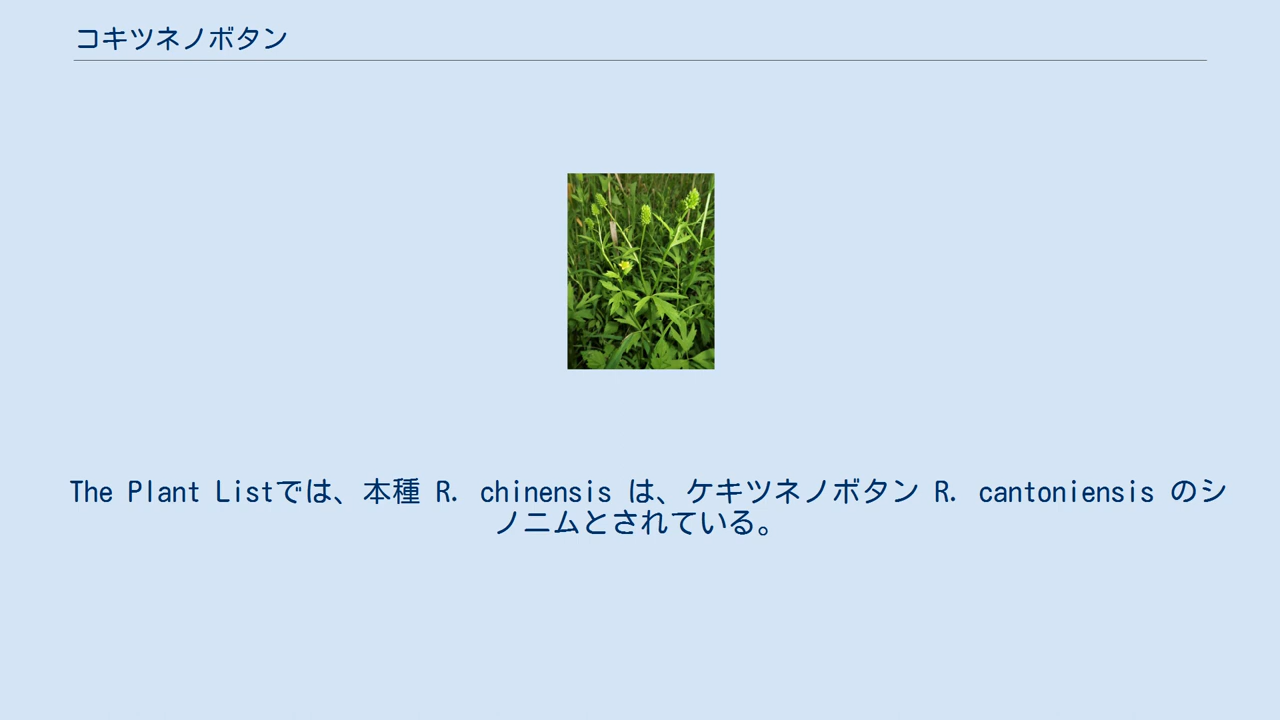 コキツネノボタン
The Plant Listでは、本種 R. chinensis は、ケキツネノボタン R. cantoniensis のシ
ノニムとされている。